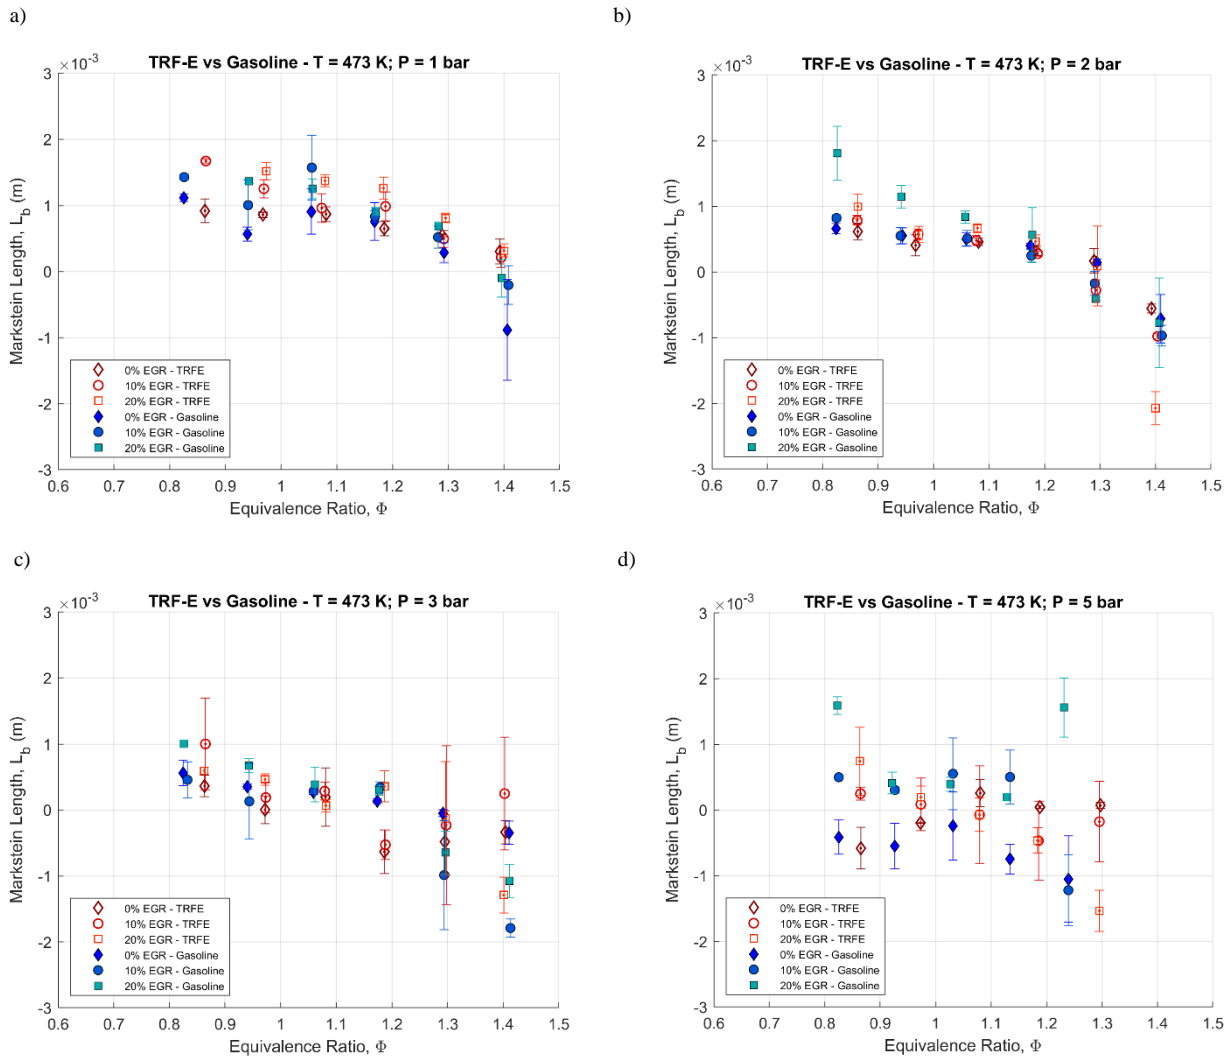 a)
TRF-E vs Gasoline - T = 473 K; P = 1 bar
×10⁻³
3
2
1
0
-1
-2
-3
Markstein Length, L_b (m)
0% EGR - TRFE
10% EGR - TRFE
20% EGR - TRFE
0% EGR - Gasoline
10% EGR - Gasoline
20% EGR - Gasoline
0.6 0.7 0.8 0.9 1 1.1 1.2 1.3 1.4 1.5
Equivalence Ratio, Φ
b)
TRF-E vs Gasoline - T = 473 K; P = 2 bar
×10⁻³
3
2
1
0
-1
-2
-3
Markstein Length, L_b (m)
0% EGR - TRFE
10% EGR - TRFE
20% EGR - TRFE
0% EGR - Gasoline
10% EGR - Gasoline
20% EGR - Gasoline
0.6 0.7 0.8 0.9 1 1.1 1.2 1.3 1.4 1.5
Equivalence Ratio, Φ
c)
TRF-E vs Gasoline - T = 473 K; P = 3 bar
×10⁻³
3
2
1
0
-1
-2
-3
Markstein Length, L_b (m)
0% EGR - TRFE
10% EGR - TRFE
20% EGR - TRFE
0% EGR - Gasoline
10% EGR - Gasoline
20% EGR - Gasoline
0.6 0.7 0.8 0.9 1 1.1 1.2 1.3 1.4 1.5
Equivalence Ratio, Φ
d)
TRF-E vs Gasoline - T = 473 K; P = 5 bar
×10⁻³
3
2
1
0
-1
-2
-3
Markstein Length, L_b (m)
0% EGR - TRFE
10% EGR - TRFE
20% EGR - TRFE
0% EGR - Gasoline
10% EGR - Gasoline
20% EGR - Gasoline
0.6 0.7 0.8 0.9 1 1.1 1.2 1.3 1.4 1.5
Equivalence Ratio, Φ